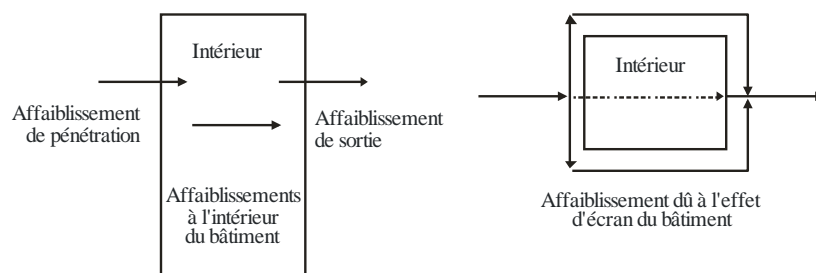 Intérieur
Affaiblissement
de pénétration
Affaiblissement
de sortie
Affaiblissements
à l'intérieur
du bâtiment
Intérieur
Affaiblissement dû à l'effet
d'écran du bâtiment